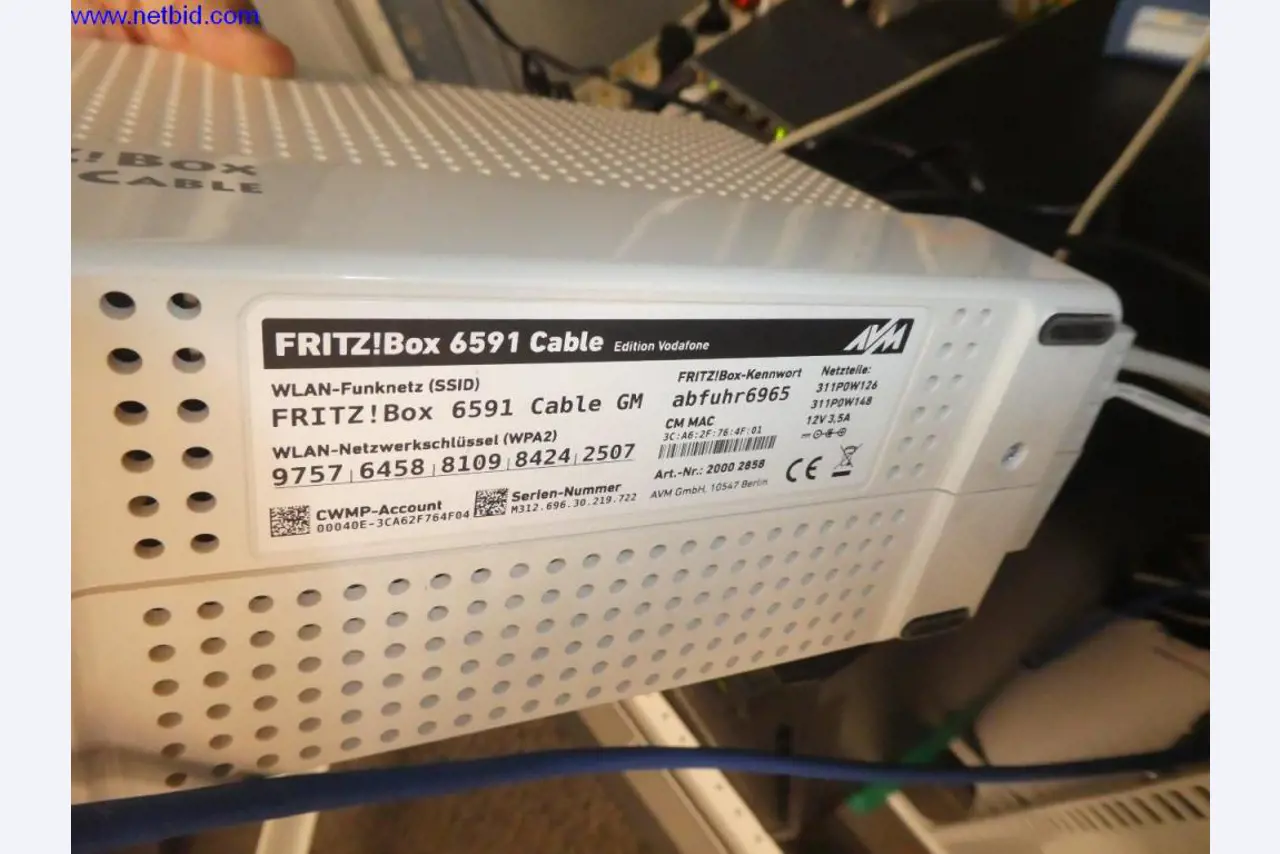 www.netbid.com
Z!BOX
CABLE
FRITZ!Box 6591 Cable Edition Vodafone AVM
WLAN-Funknetz (SSID)
FRITZ!Box 6591 Cable GM
WLAN-Netzwerkschlüssel (WPA2)
9757 6458 8109 8424 2507
CWMP-Account
00040E-3CA62F764F04
Serien-Nummer
M312.696.30.219.722
FRITZ!Box-Kennwort
abfuhr6965
CM MAC
3C:A6:2F:76:4F:01
Art.-Nr.: 2000 2858
AVM GmbH, 10547 Berlin
Netzteile:
311P0W126
311P0W148
12V 3,5A
CE